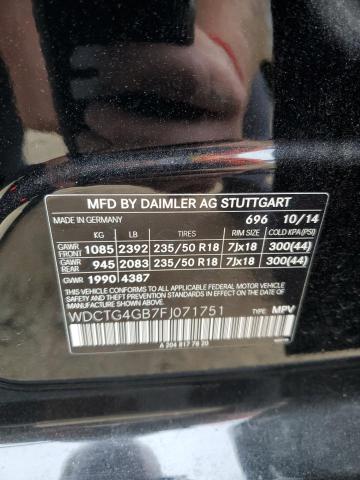 MFD BY DAIMLER AG STUTTGART
MADE IN GERMANY 696 10/14
KG LB TIRES RIM SIZE COLD KPA(PSI)
GAWR FRONT 1085 2392 235/50 R18 7Jx18 300(44)
GAWR REAR 945 2083 235/50 R18 7Jx18 300(44)
GVWR 1990 4387
THIS VEHICLE CONFORMS TO ALL APPLICABLE FEDERAL MOTOR VEHICLE
SAFETY STANDARDS IN EFFECT ON THE DATE OF MANUFACTURE SHOWN ABOVE.
WDCTG4GB7FJ071751 TYPE: MPV
A 204 817 76 20